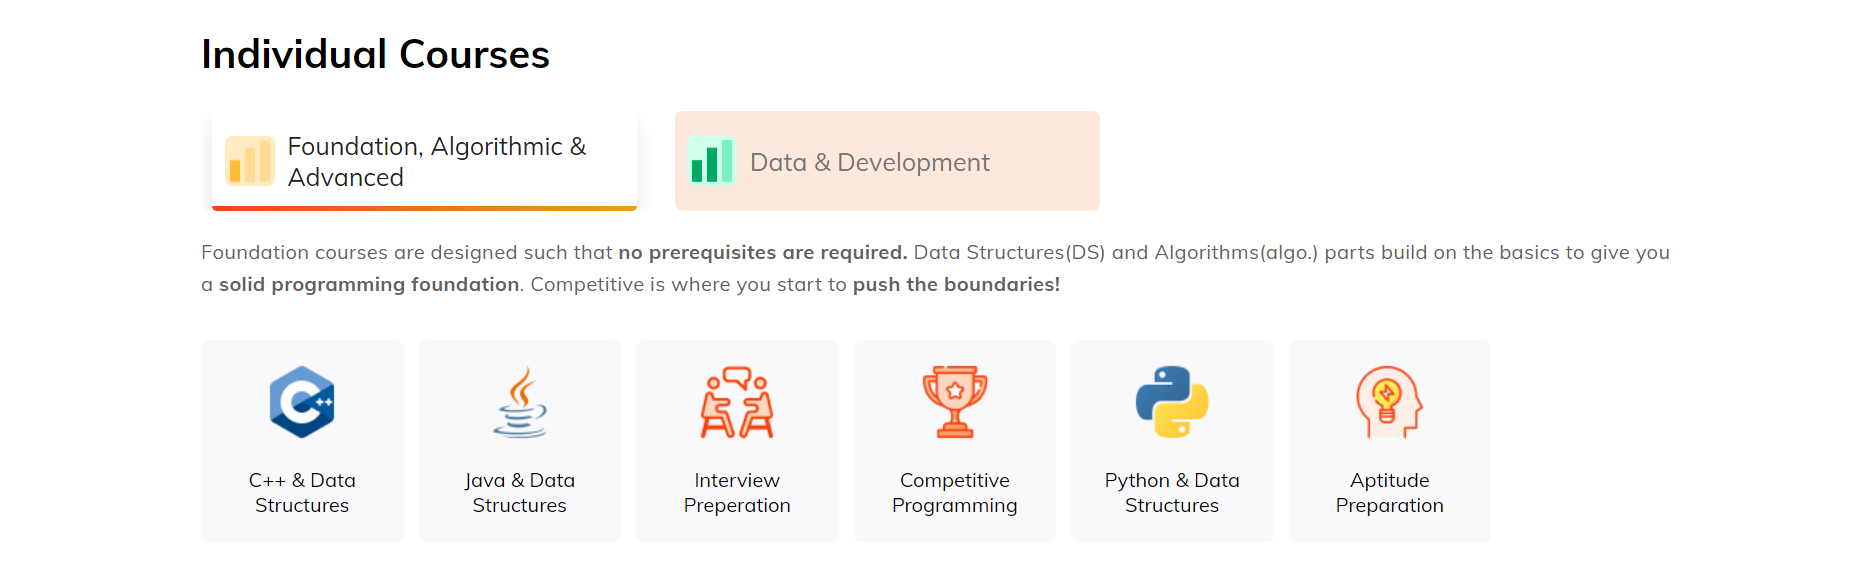 Individual Courses
Foundation, Algorithmic &
Advanced
Data & Development
Foundation courses are designed such that no prerequisites are required. Data Structures(DS) and Algorithms(algo.) parts build on the basics to give you
a solid programming foundation. Competitive is where you start to push the boundaries!
C++ & Data
Structures
Java & Data
Structures
Interview
Preperation
Competitive
Programming
Python & Data
Structures
Aptitude
Preparation